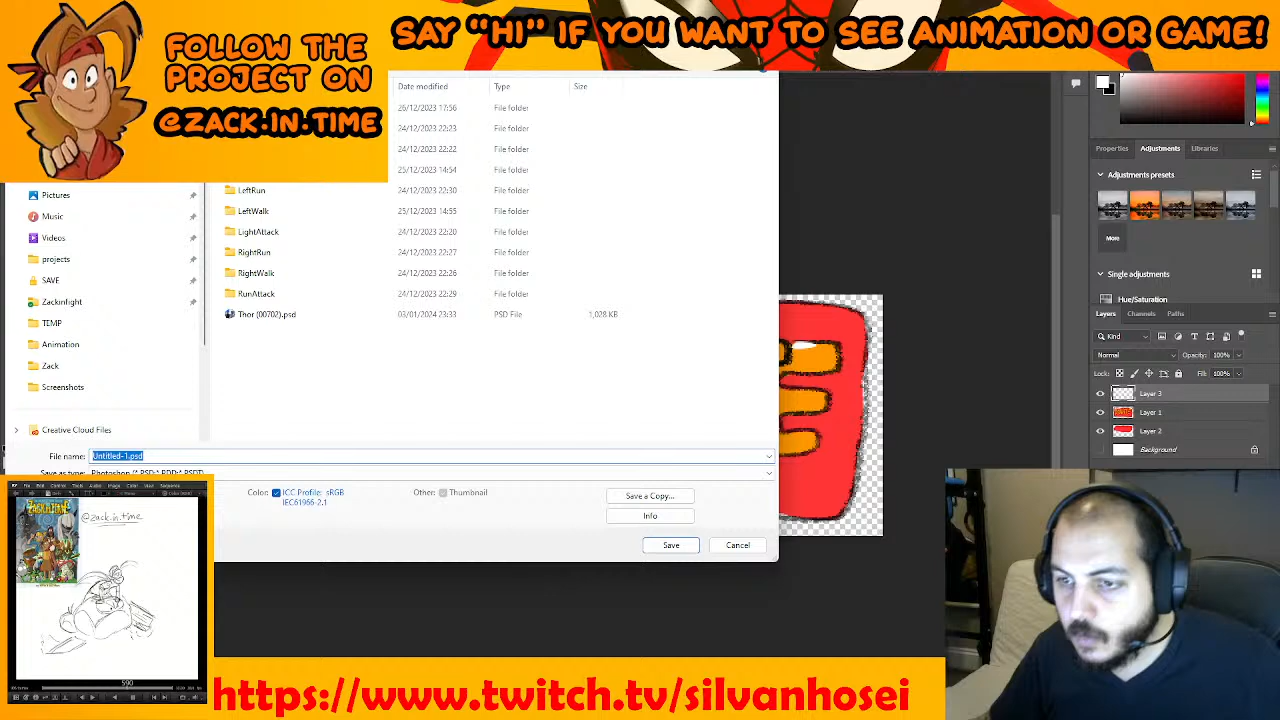 SAY "HI" IF YOU WANT TO SEE ANIMATION OR GAME!
FOLLOW THE
PROJECT ON
@ZACK.IN.TIME
Date modified Type Size
26/12/2023 17:56 File folder
24/12/2023 22:23 File folder
24/12/2023 22:22 File folder
25/12/2023 14:54 File folder
LeftRun 24/12/2023 22:30 File folder
LeftWalk 25/12/2023 14:55 File folder
LightAttack 24/12/2023 22:20 File folder
RightRun 24/12/2023 22:27 File folder
RightWalk 24/12/2023 22:26 File folder
RunAttack 24/12/2023 22:29 File folder
Thor (00702).psd 03/01/2024 23:33 PSD File 1,028 KB
Pictures
Music
Videos
projects
SAVE
Zackinfight
TEMP
Animation
Zack
Screenshots
Creative Cloud Files
File name: Untitled-1.psd
Save as type: Photoshop (*.PSD;*.PDD;*.PSDT)
Color: ICC Profile: sRGB
IEC61966-2.1
Other: Thumbnail
Save a Copy...
Info
Save Cancel
Properties Adjustments Libraries
Adjustments presets
More
Single adjustments
Hue/Saturation
Layers Channels Paths
Kind
Normal Opacity: 100%
Lock: Fill: 100%
Layer 3
Layer 1
Layer 2
Background
@zack.in.time
590
https://www.twitch.tv/silvanhosei